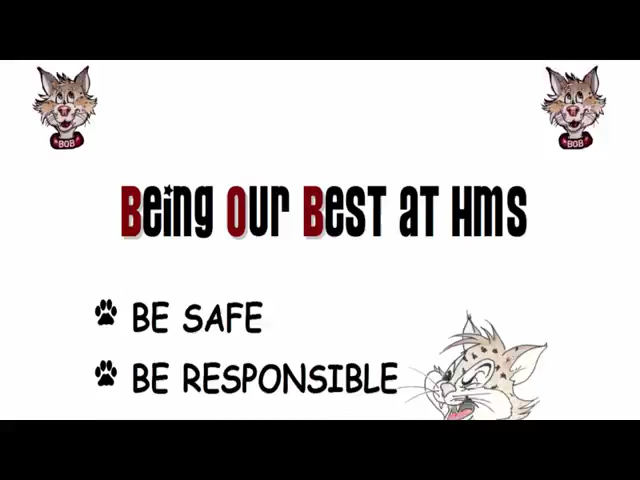 BOB
BOB
Being Our Best at HMS
BE SAFE
BE RESPONSIBLE